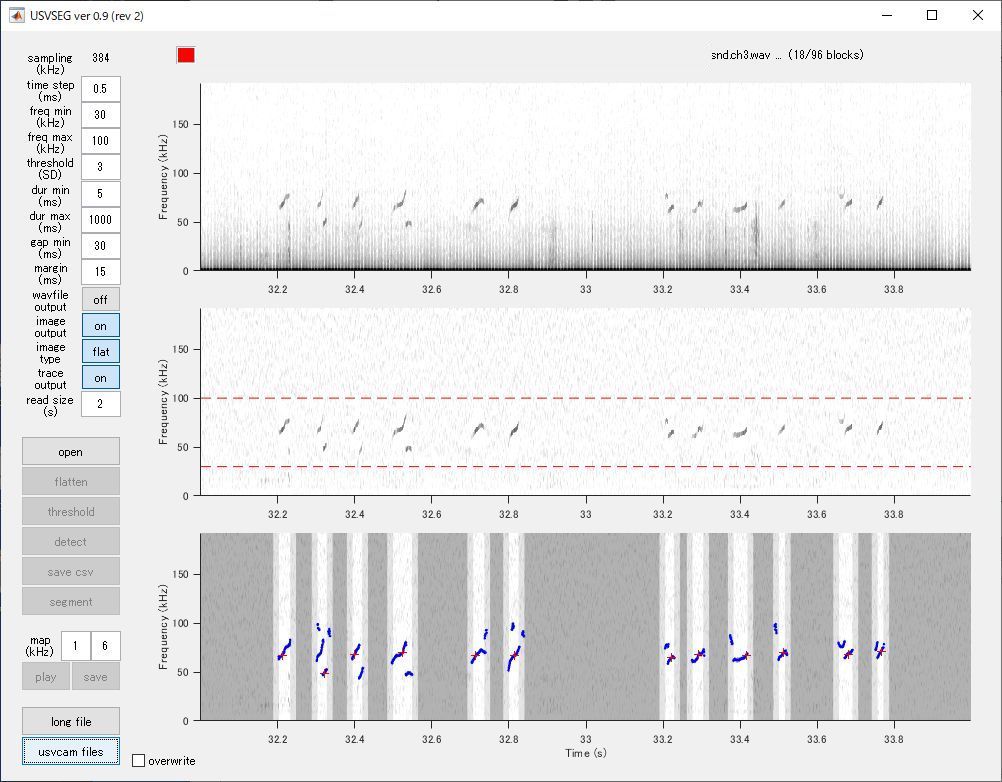 USVSEG ver 0.9 (rev 2)
sampling
(kHz)
384
time step
(ms)
0.5
freq min
(kHz)
30
freq max
(kHz)
100
threshold
(SD)
3
dur min
(ms)
5
dur max
(ms)
1000
gap min
(ms)
30
margin
(ms)
15
wavfile
output
off
image
output
on
image
type
flat
trace
output
on
read size
(s)
2
open
flatten
threshold
detect
save csv
segment
map
(kHz)
1
6
play
save
long file
usvcam files
overwrite
snd.ch3.wav ... (18/96 blocks)
Frequency (kHz)
150
100
50
0
32.2 32.4 32.6 32.8 33 33.2 33.4 33.6 33.8
Frequency (kHz)
150
100
50
0
32.2 32.4 32.6 32.8 33 33.2 33.4 33.6 33.8
Frequency (kHz)
150
100
50
0
32.2 32.4 32.6 32.8 33 33.2 33.4 33.6 33.8
Time (s)